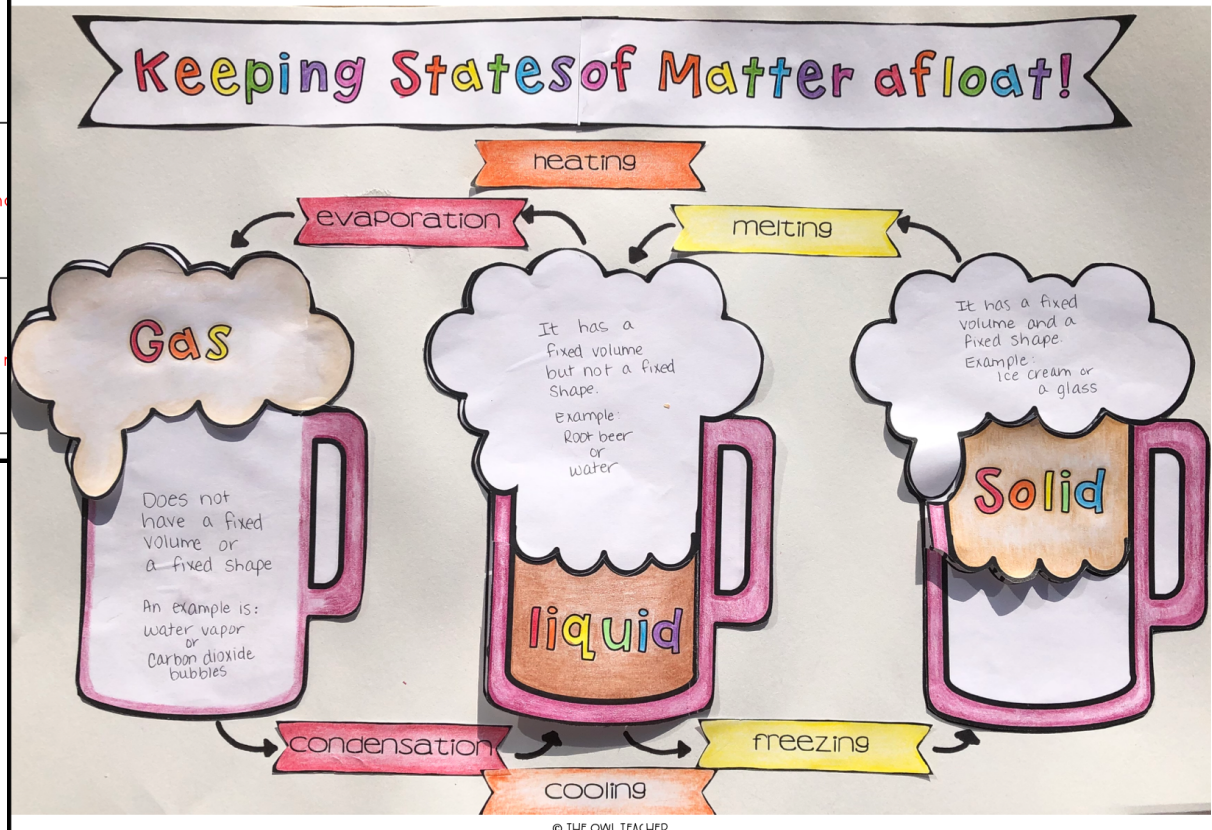 Keeping States of Matter afloat!
heating
evaporation
melting
Gas
Does not
have a fixed
volume or
a fixed shape
An example is:
water vapor
or
Carbon dioxide
bubbles
It has a
fixed volume
but not a fixed
shape.
Example:
Root beer
or
water
liquid
It has a fixed
volume and a
fixed shape.
Example:
Ice cream or
a glass
Solid
condensation
freezing
cooling
© THE OWL TEACHER